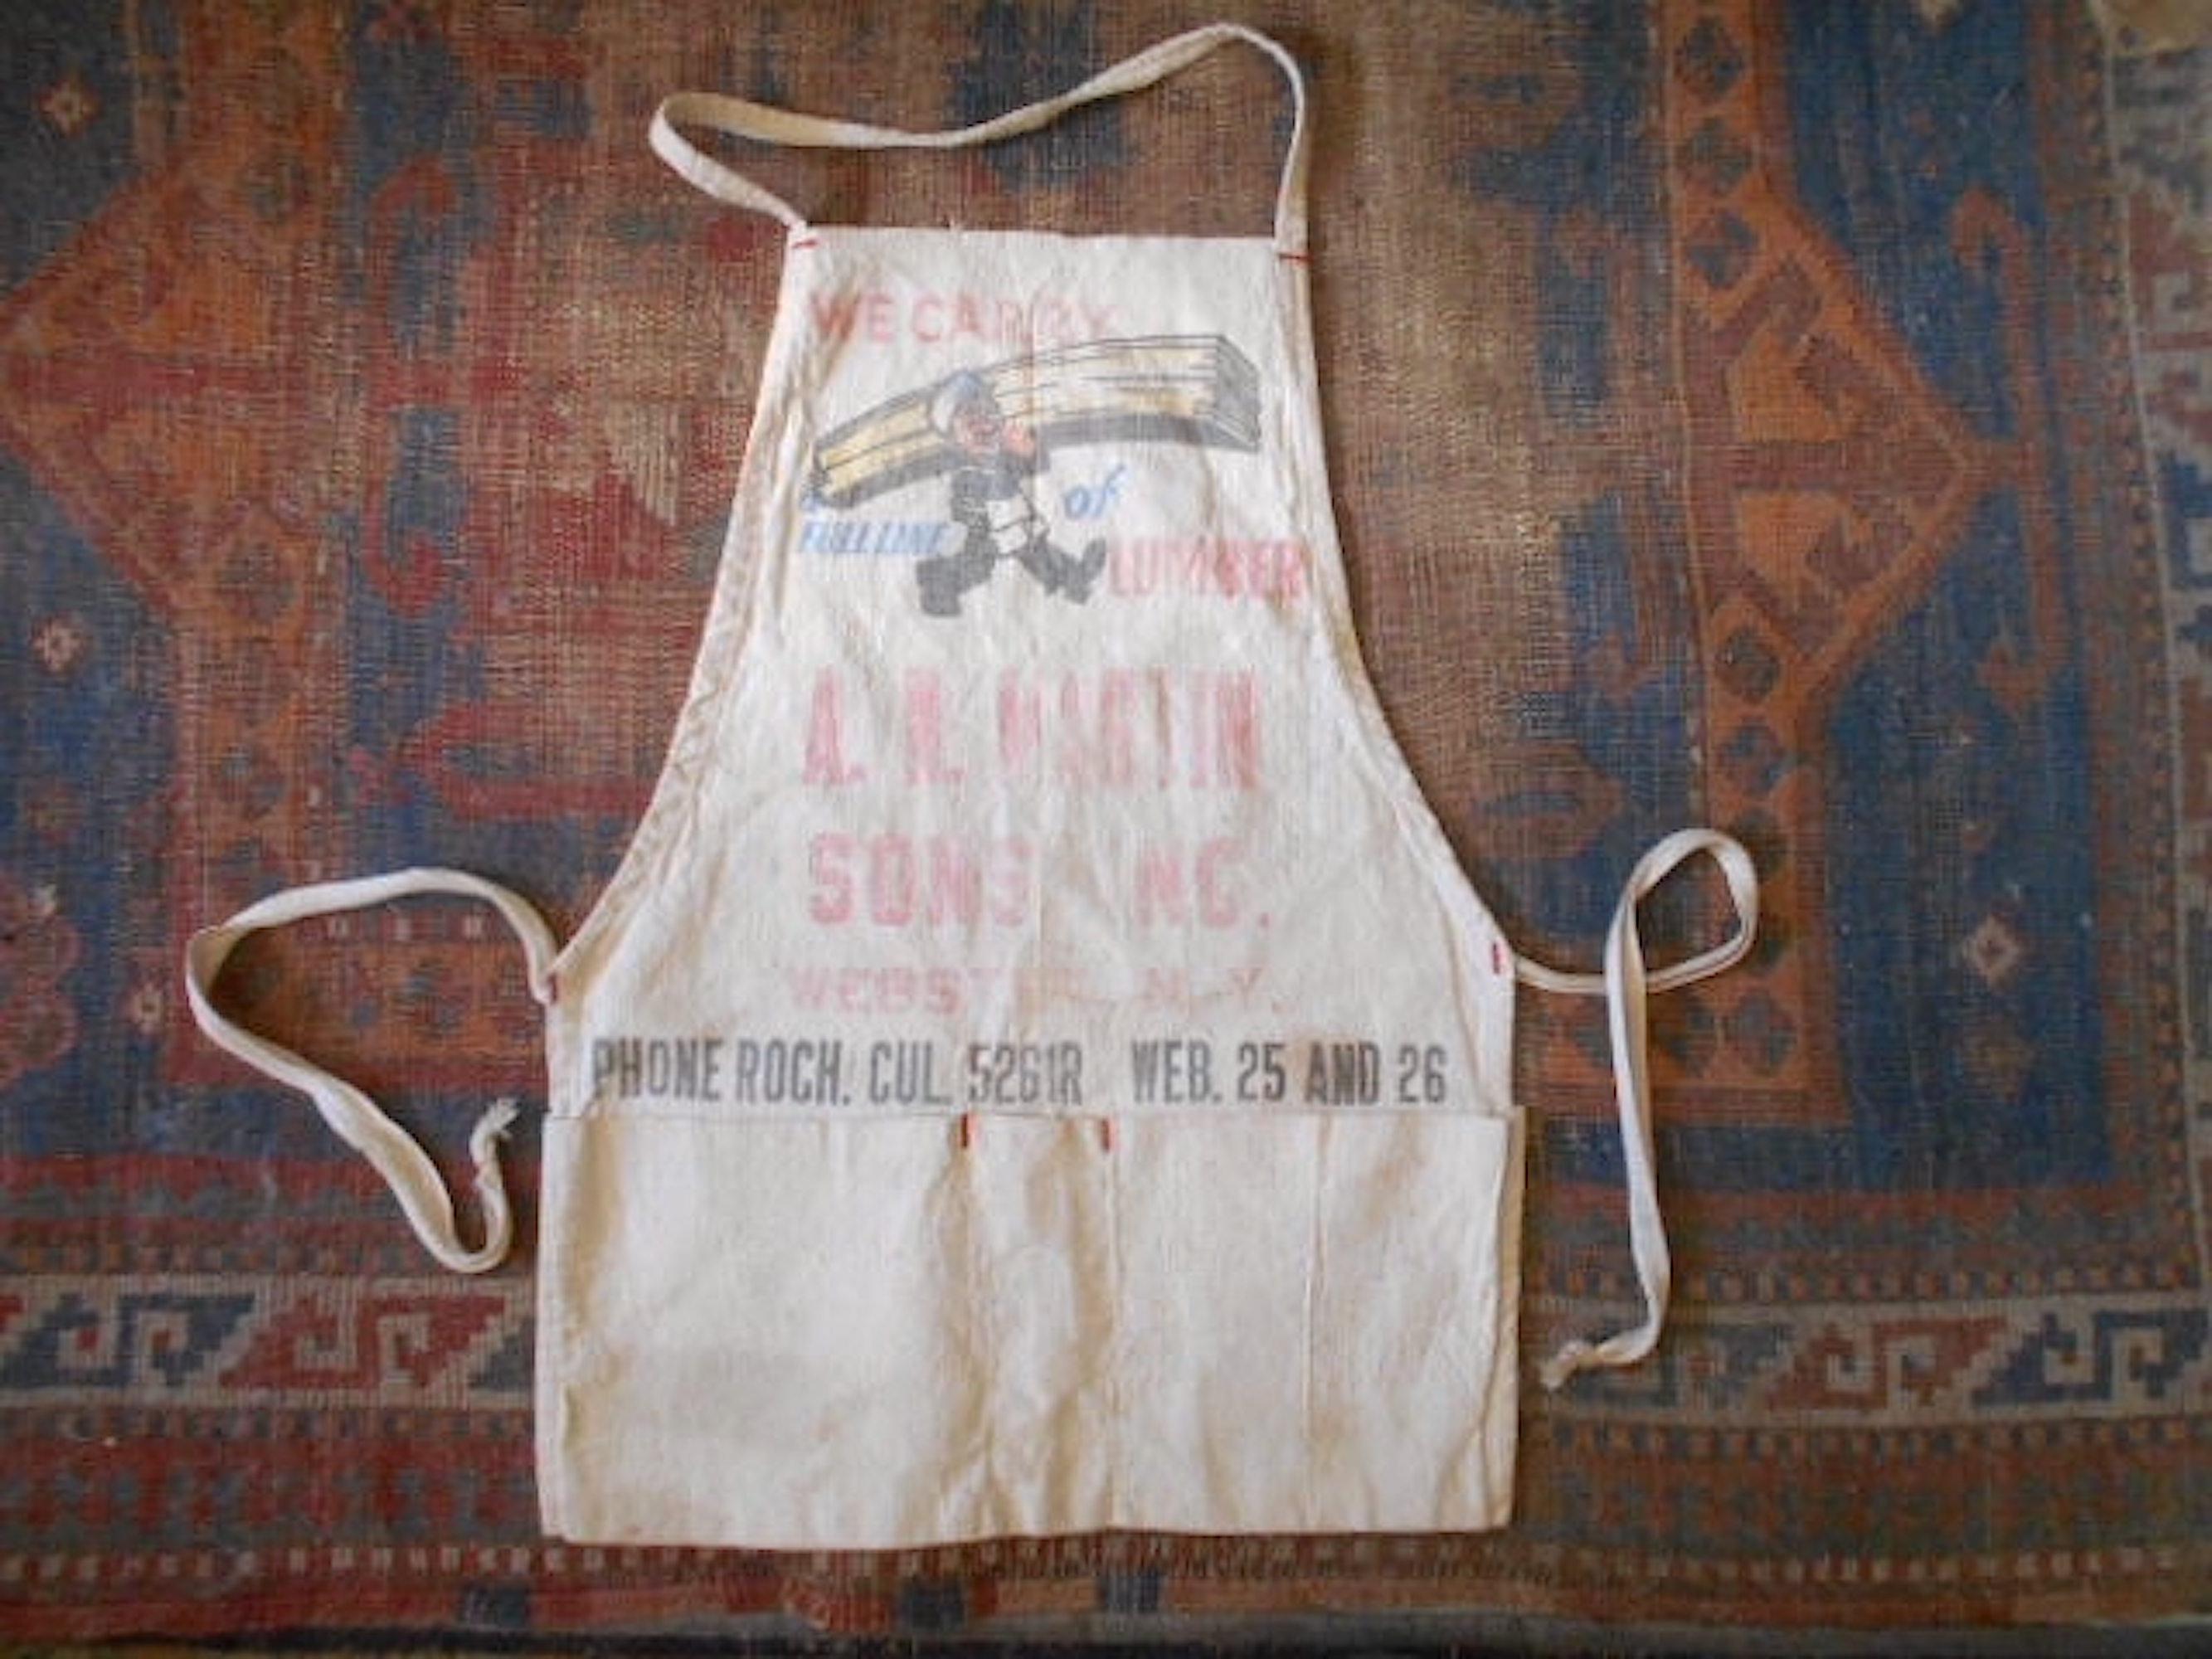 WE CARRY
A
FULL LINE of
LUMBER
MARTIN
SONS INC.
WEBSTER N.Y.
PHONE ROCH. CUL. 5261R WEB. 25 AND 26